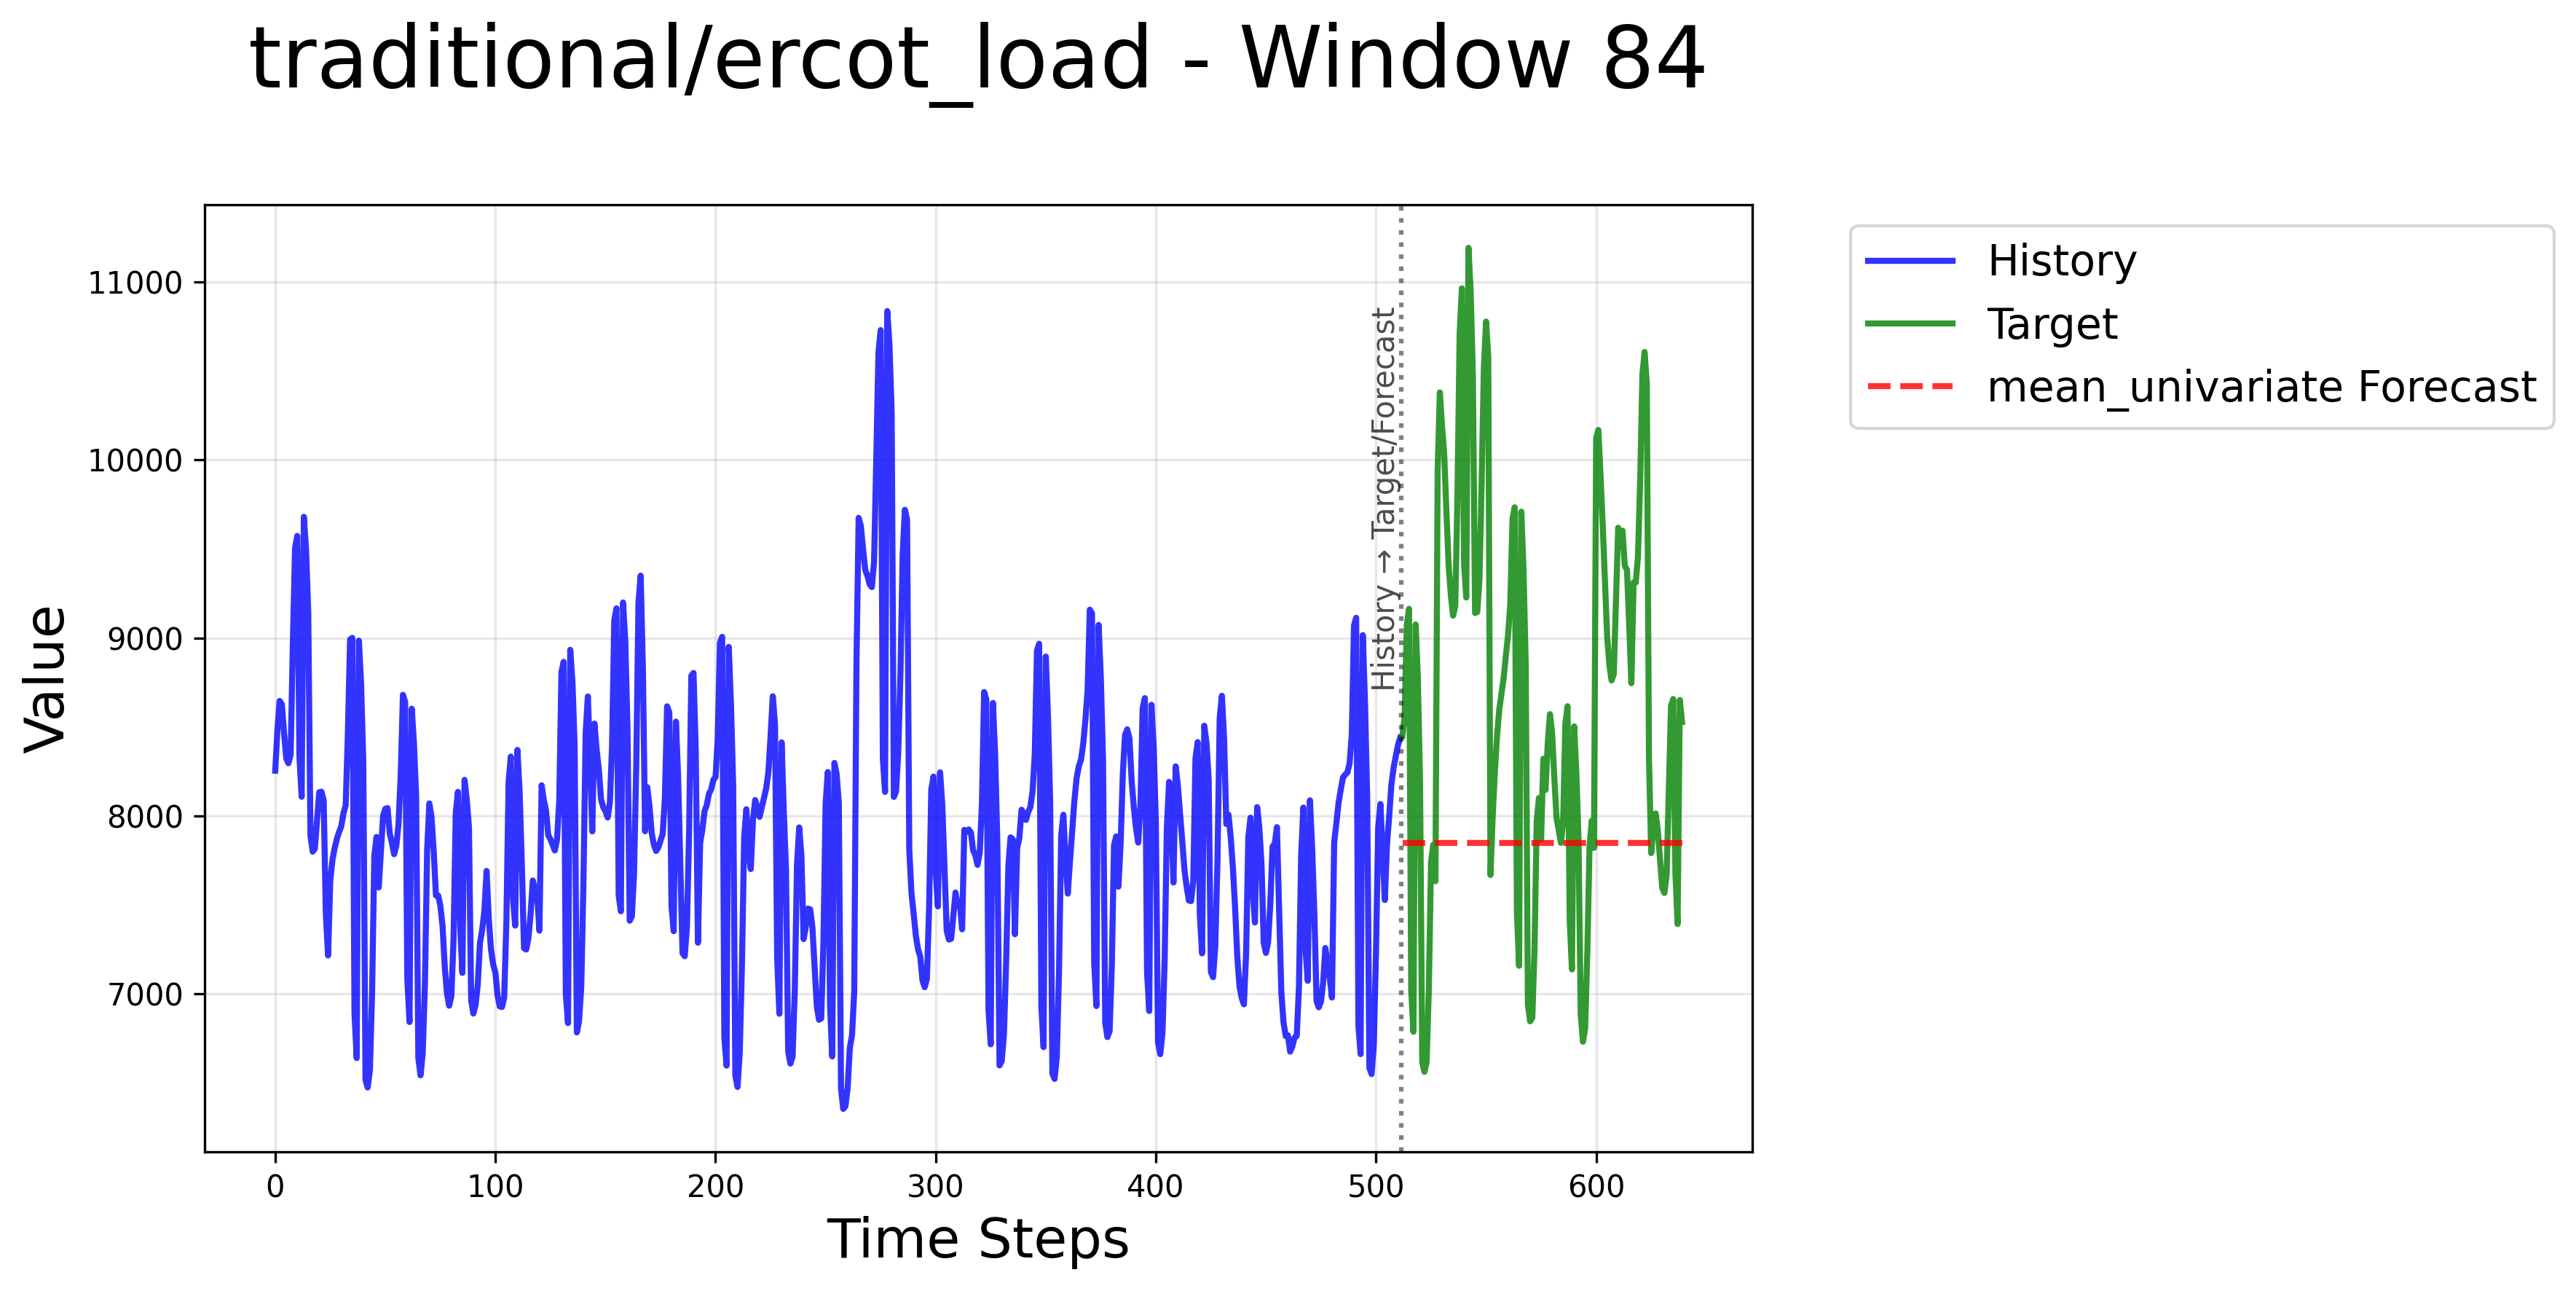 traditional/ercot_load - Window 84
History
Target
mean_univariate Forecast
History → Target/Forecast
Value
11000
10000
9000
8000
7000
0
100
200
300
400
500
600
Time Steps